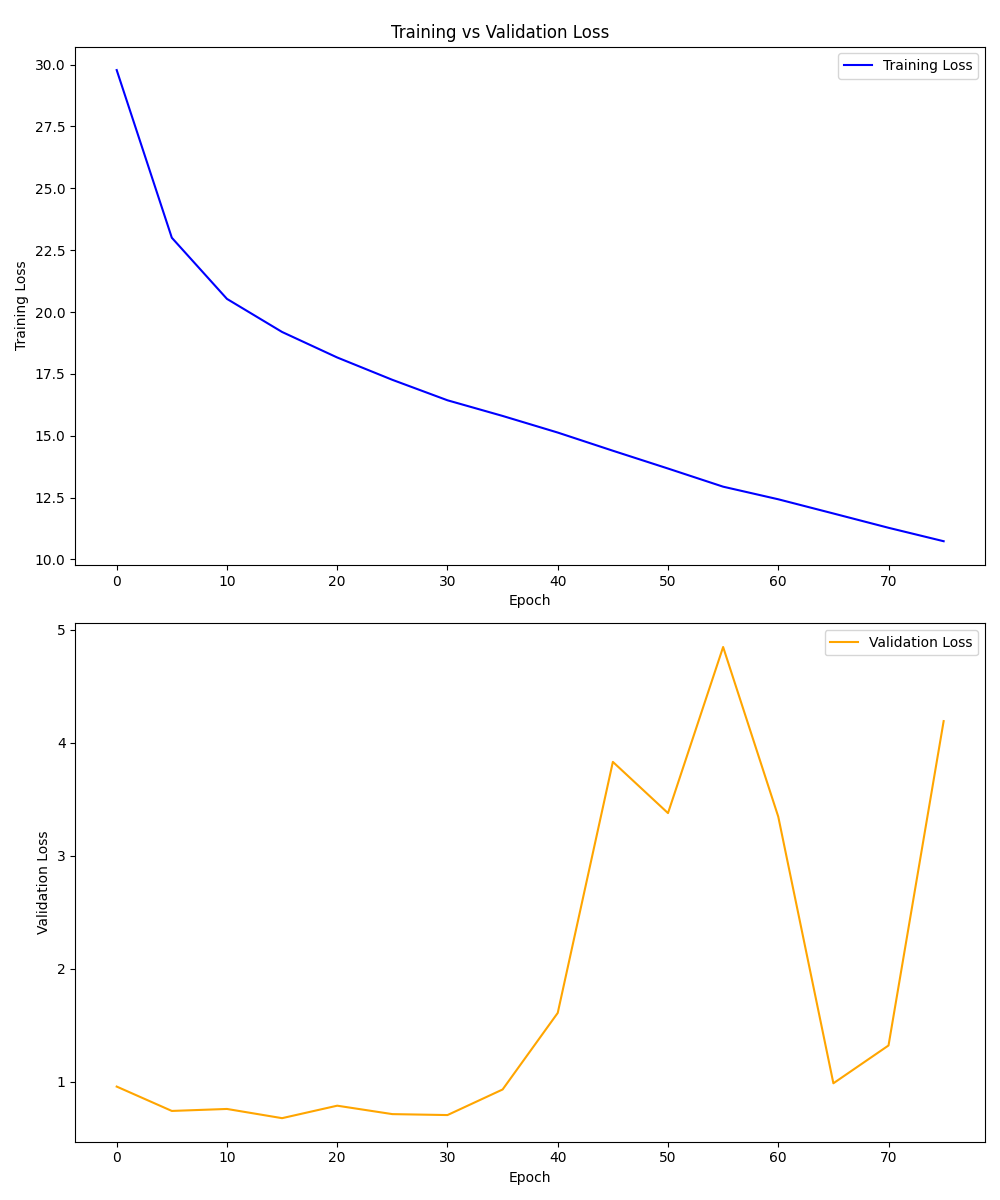 Training vs Validation Loss
Training Loss
30.0
27.5
25.0
22.5
20.0
17.5
15.0
12.5
10.0
Training Loss
0 10 20 30 40 50 60 70
Epoch
Validation Loss
5
4
3
2
1
Validation Loss
0 10 20 30 40 50 60 70
Epoch